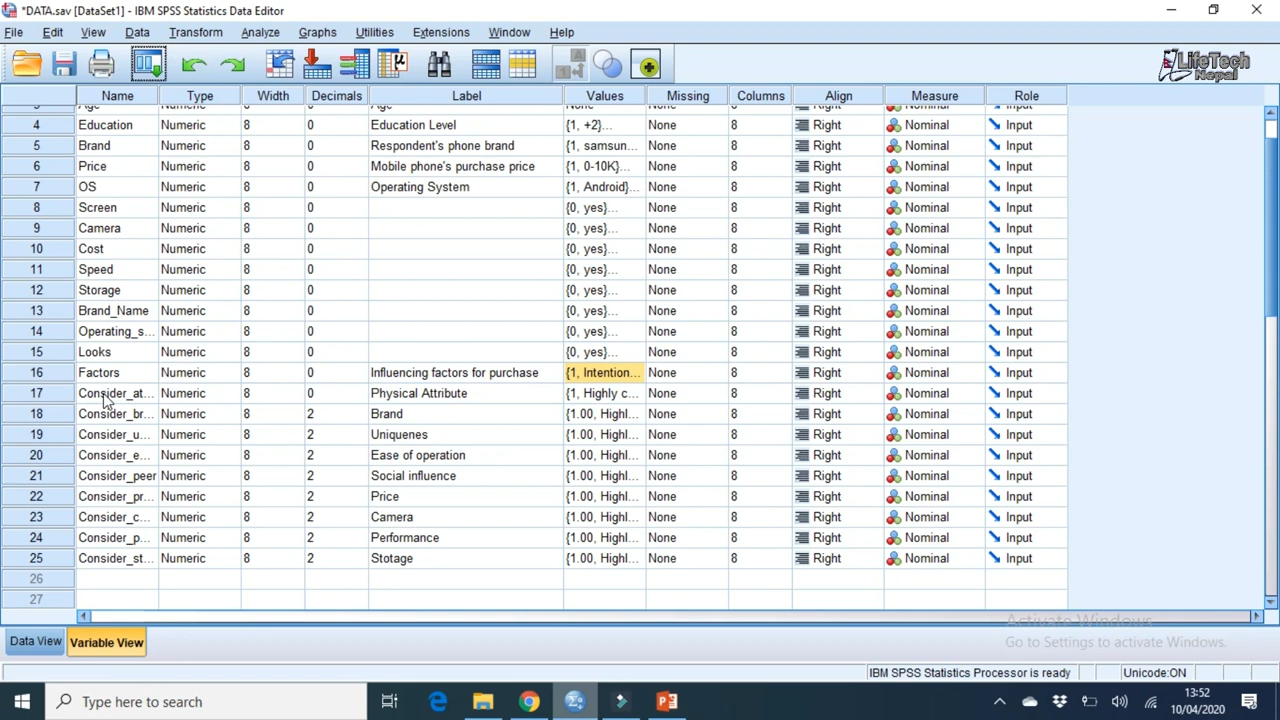 *DATA.sav [DataSet1] - IBM SPSS Statistics Data Editor
File Edit View Data Transform Analyze Graphs Utilities Extensions Window Help
LifeTech
Nepal
Name Type Width Decimals Label Values Missing Columns Align Measure Role
3 Age Numeric 8 0 Age None None 8 Right Nominal Input
4 Education Numeric 8 0 Education Level {1, +2}... None 8 Right Nominal Input
5 Brand Numeric 8 0 Respondent's phone brand {1, samsun... None 8 Right Nominal Input
6 Price Numeric 8 0 Mobile phone's purchase price {1, 0-10K}... None 8 Right Nominal Input
7 OS Numeric 8 0 Operating System {1, Android}... None 8 Right Nominal Input
8 Screen Numeric 8 0 {0, yes}... None 8 Right Nominal Input
9 Camera Numeric 8 0 {0, yes}... None 8 Right Nominal Input
10 Cost Numeric 8 0 {0, yes}... None 8 Right Nominal Input
11 Speed Numeric 8 0 {0, yes}... None 8 Right Nominal Input
12 Storage Numeric 8 0 {0, yes}... None 8 Right Nominal Input
13 Brand_Name Numeric 8 0 {0, yes}... None 8 Right Nominal Input
14 Operating_s... Numeric 8 0 {0, yes}... None 8 Right Nominal Input
15 Looks Numeric 8 0 {0, yes}... None 8 Right Nominal Input
16 Factors Numeric 8 0 Influencing factors for purchase {1, Intention... None 8 Right Nominal Input
17 Consider_at... Numeric 8 0 Physical Attribute {1, Highly c... None 8 Right Nominal Input
18 Consider_br... Numeric 8 2 Brand {1.00, Highl... None 8 Right Nominal Input
19 Consider_u... Numeric 8 2 Uniquenes {1.00, Highl... None 8 Right Nominal Input
20 Consider_e... Numeric 8 2 Ease of operation {1.00, Highl... None 8 Right Nominal Input
21 Consider_peer Numeric 8 2 Social influence {1.00, Highl... None 8 Right Nominal Input
22 Consider_pr... Numeric 8 2 Price {1.00, Highl... None 8 Right Nominal Input
23 Consider_c... Numeric 8 2 Camera {1.00, Highl... None 8 Right Nominal Input
24 Consider_p... Numeric 8 2 Performance {1.00, Highl... None 8 Right Nominal Input
25 Consider_st... Numeric 8 2 Stotage {1.00, Highl... None 8 Right Nominal Input
26
27
Activate Windows
Go to Settings to activate Windows.
Data View Variable View
IBM SPSS Statistics Processor is ready Unicode:ON
Type here to search
13:52
10/04/2020